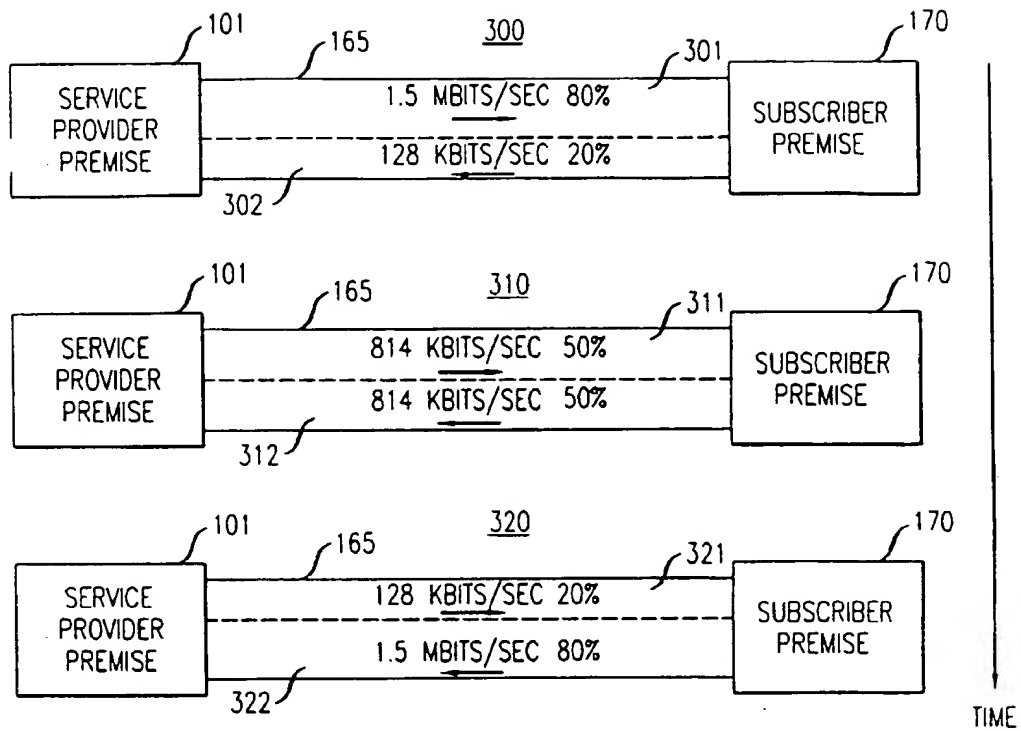 101
165
300
301
170
SERVICE
PROVIDER
PREMISE
1.5 MBITS/SEC 80%
128 KBITS/SEC 20%
SUBSCRIBER
PREMISE
302
101
165
310
311
170
SERVICE
PROVIDER
PREMISE
814 KBITS/SEC 50%
814 KBITS/SEC 50%
SUBSCRIBER
PREMISE
312
101
165
320
321
170
SERVICE
PROVIDER
PREMISE
128 KBITS/SEC 20%
1.5 MBITS/SEC 80%
SUBSCRIBER
PREMISE
322
TIME